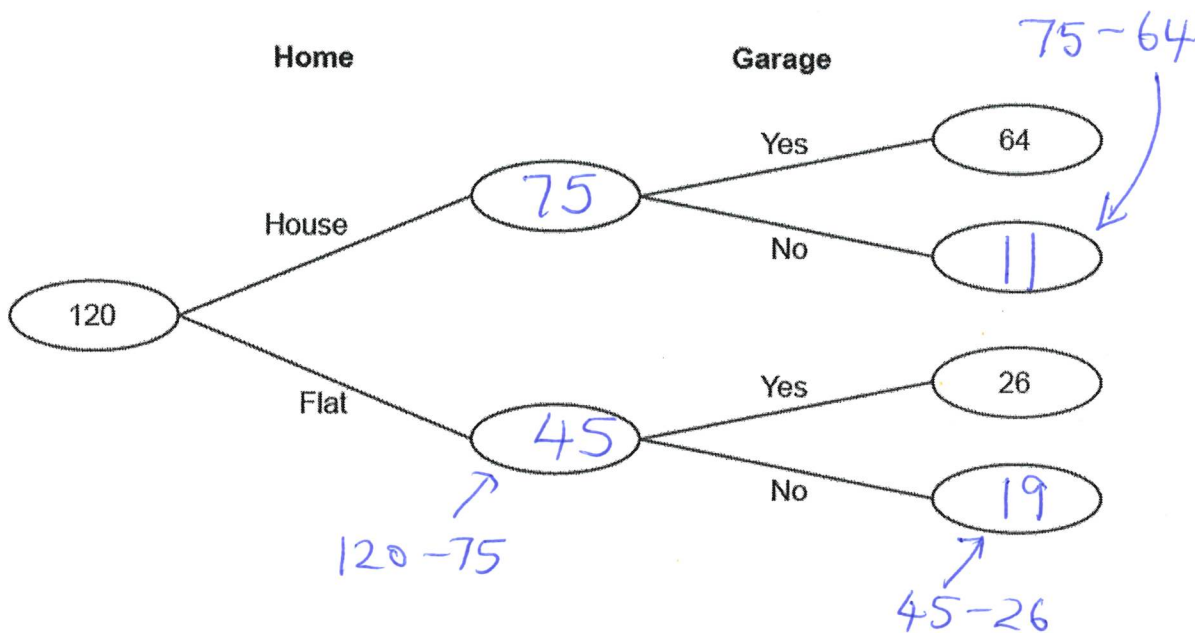 Home
Garage
75-64
Yes
64
75
House
No
11
120
Yes
26
Flat
45
No
19
120-75
45-26